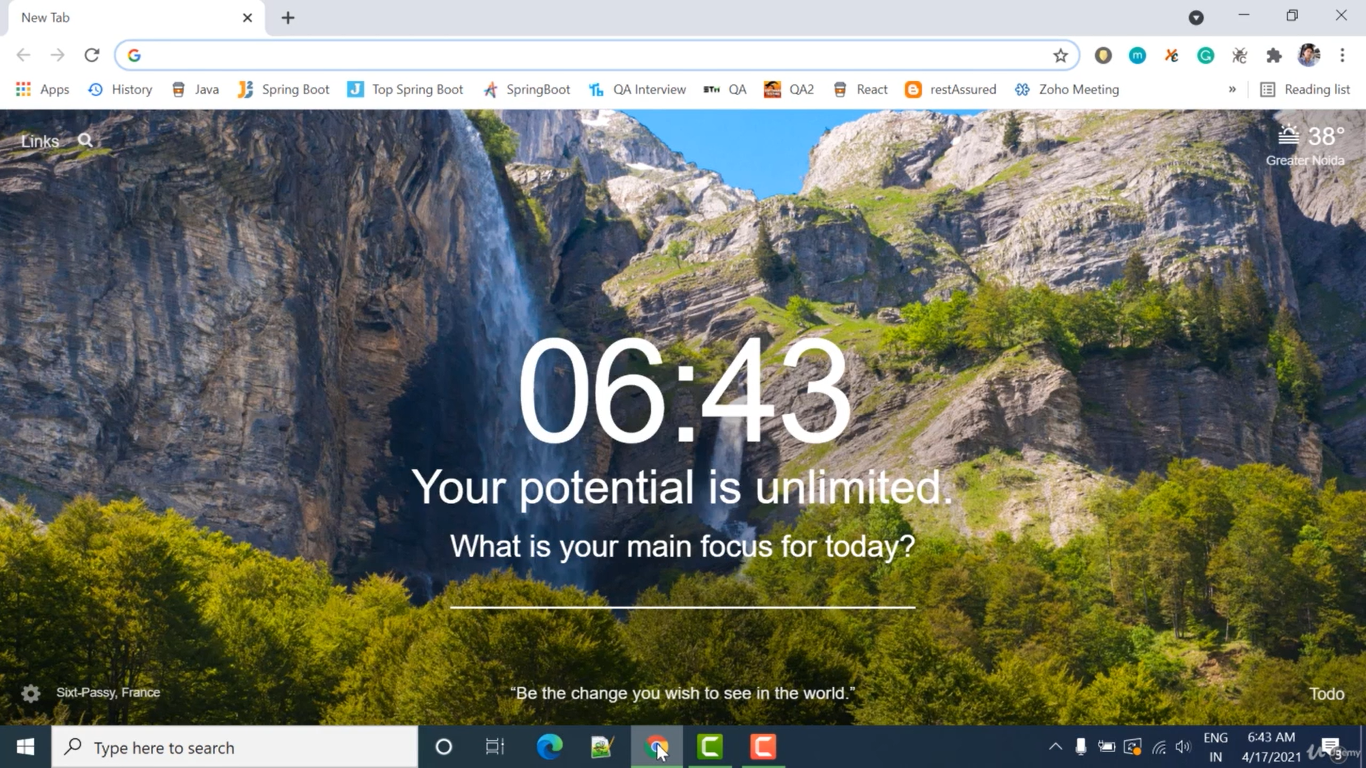 New Tab
Apps History Java Spring Boot Top Spring Boot SpringBoot QA Interview STH QA QA2 React restAssured Zoho Meeting » Reading list
Links
38°
Greater Noida
06:43
Your potential is unlimited.
What is your main focus for today?
Sixt-Passy, France
“Be the change you wish to see in the world.”
Todo
Type here to search
ENG
IN
6:43 AM
4/17/2021
3
Udemy